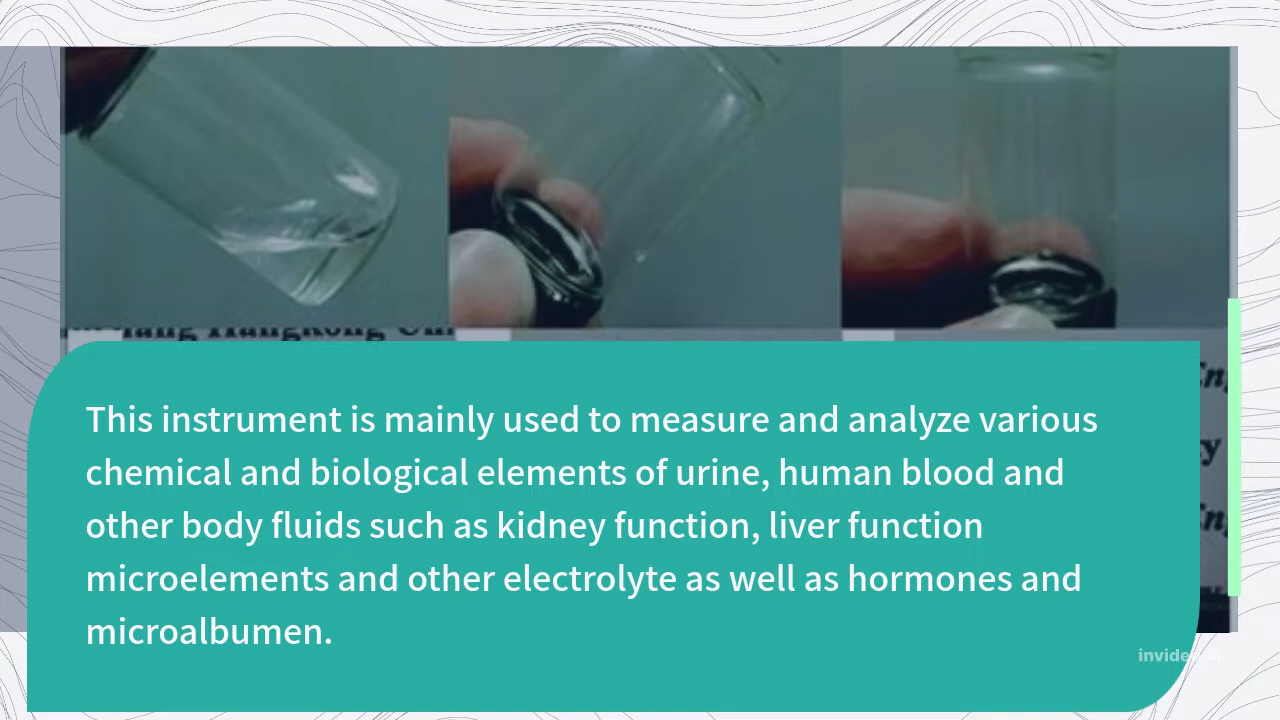 Hangkong
This instrument is mainly used to measure and analyze various
chemical and biological elements of urine, human blood and
other body fluids such as kidney function, liver function
microelements and other electrolyte as well as hormones and
microalbumen.